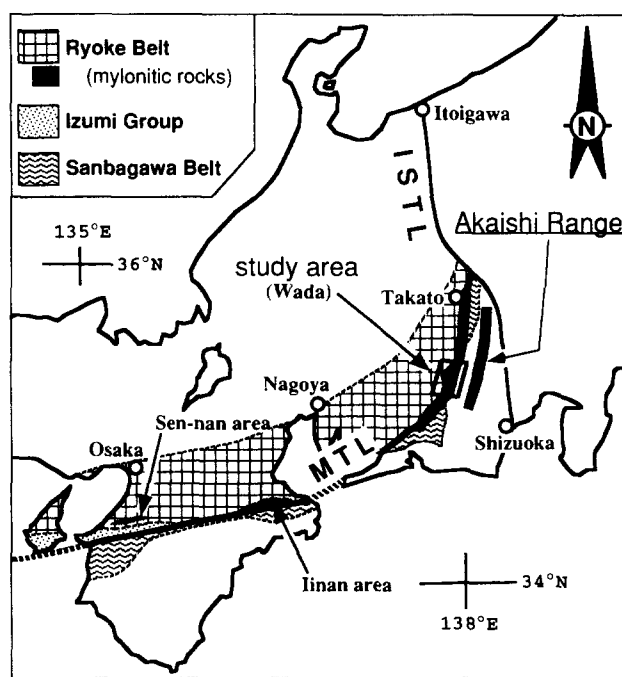 Ryoke Belt
(mylonitic rocks)
Izumi Group
Sanbagawa Belt
Itoigawa
N
ISTL
135°E
36°N
Akaishi Range
study area
(Wada)
Takato
Nagoya
Sen-nan area
Osaka
MTL
Shizuoka
Iinan area
34°N
138°E